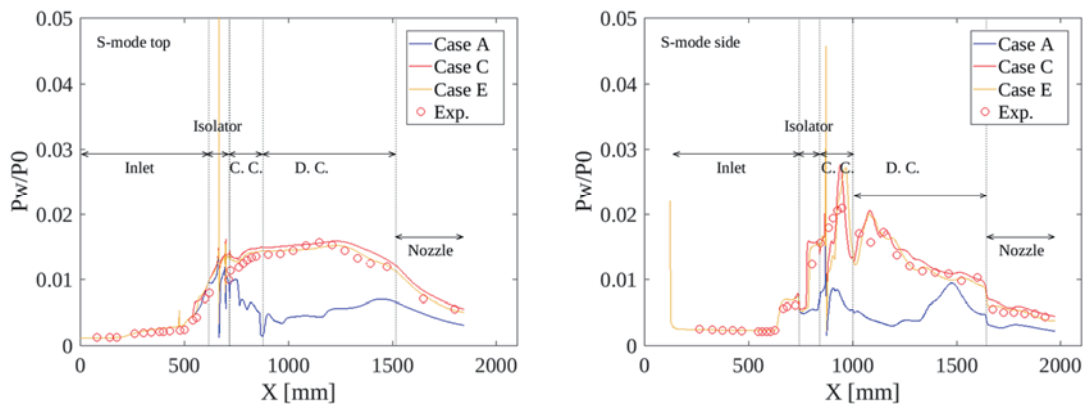 S-mode top
Case A
Case C
Case E
Exp.
Isolator
Inlet
C. C.
D. C.
Nozzle
0.05
0.04
0.03
0.02
0.01
0
0
500
1000
1500
2000
Pw/P0
X [mm]
S-mode side
Case A
Case C
Case E
Exp.
Isolator
Inlet
C. C.
D. C.
Nozzle
0.05
0.04
0.03
0.02
0.01
0
0
500
1000
1500
2000
Pw/P0
X [mm]